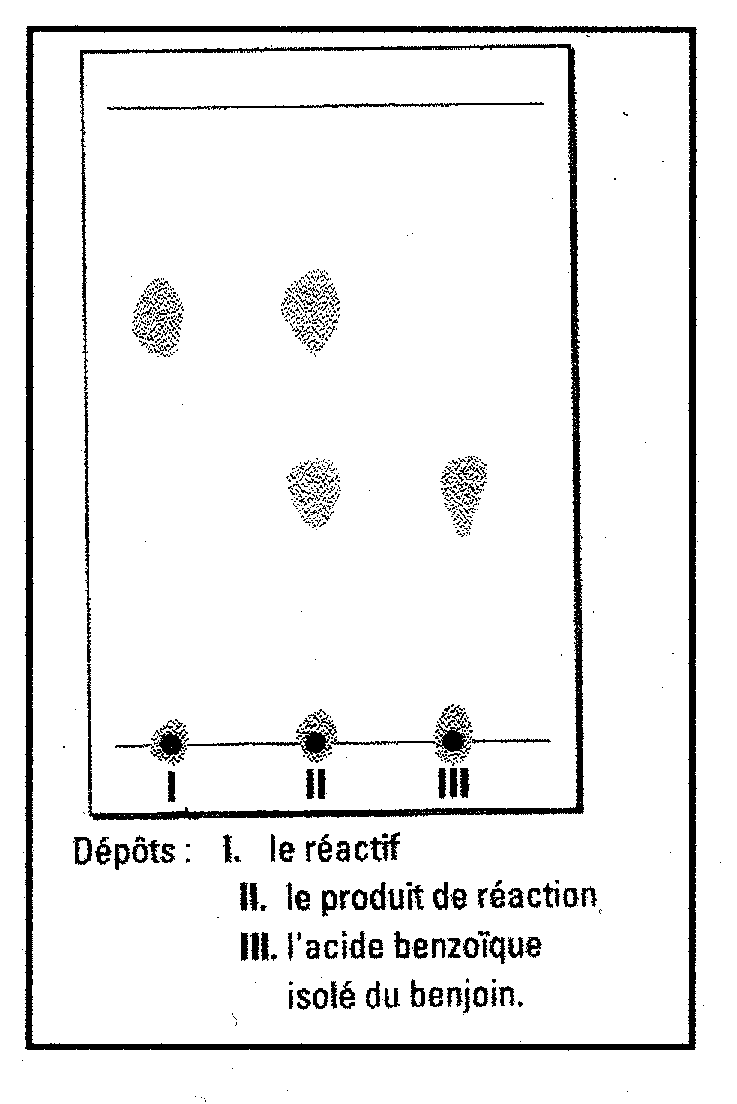 I II III
Dépôts : I. le réactif
II. le produit de réaction
III. l'acide benzoïque
isolé du benjoin.